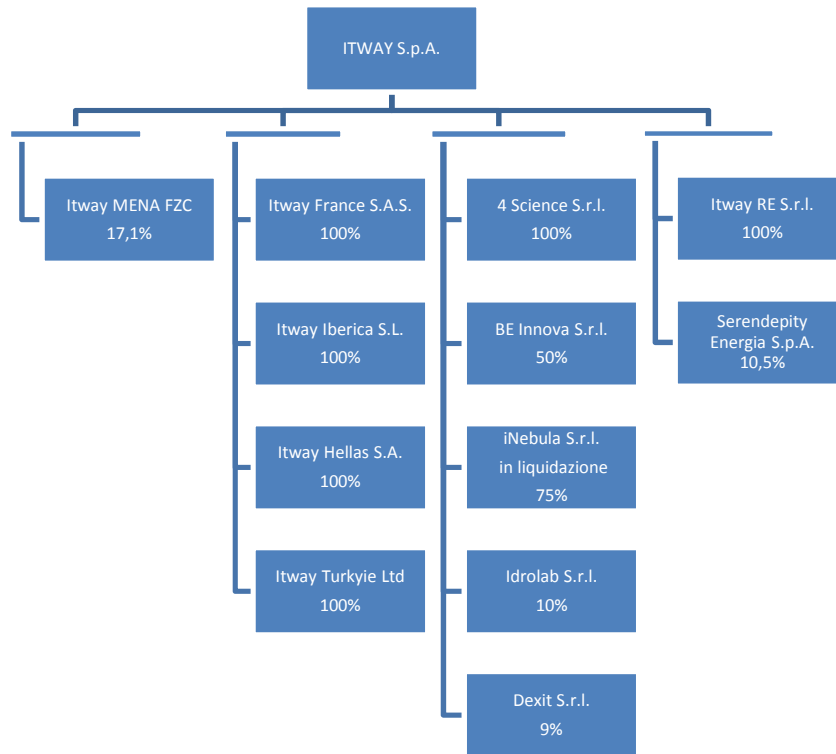 ITWAY S.p.A.
Itway MENA FZC
17,1%
Itway France S.A.S.
100%
Itway Iberica S.L.
100%
Itway Hellas S.A.
100%
Itway Turkyie Ltd
100%
4 Science S.r.l.
100%
BE Innova S.r.l.
50%
iNebula S.r.l.
in liquidazione
75%
Idrolab S.r.l.
10%
Dexit S.r.l.
9%
Itway RE S.r.l.
100%
Serendepity
Energia S.p.A.
10,5%